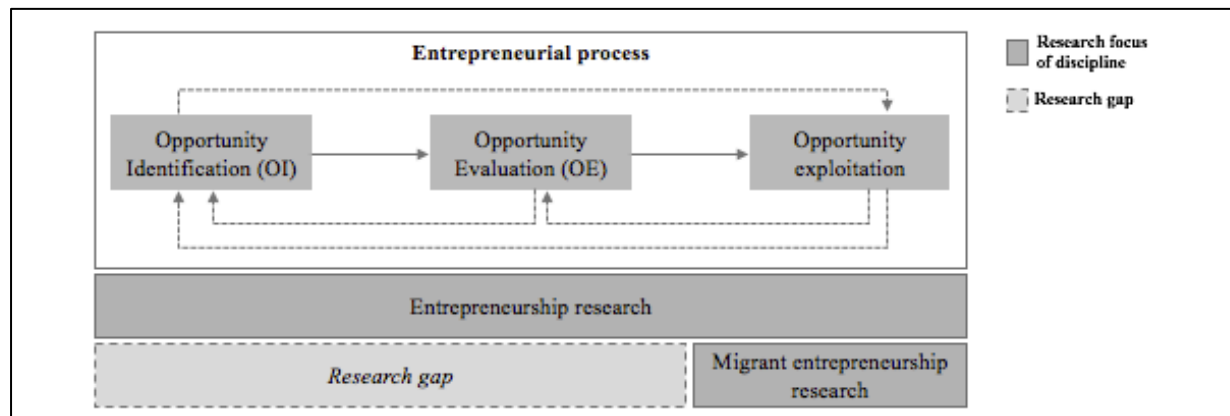 Entrepreneurial process
Research focus
of discipline
Research gap
Opportunity
Identification (OI)
Opportunity
Evaluation (OE)
Opportunity
exploitation
Entrepreneurship research
Research gap
Migrant entrepreneurship
research